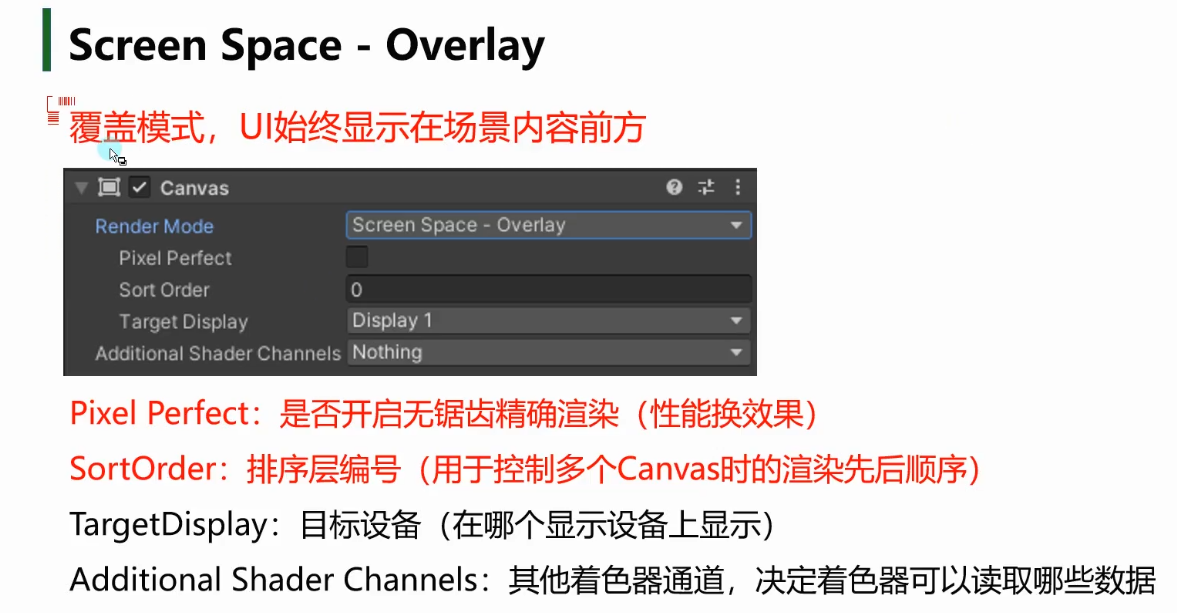 Screen Space - Overlay
覆盖模式，UI始终显示在场景内容前方
Canvas
Render Mode Screen Space - Overlay
Pixel Perfect
Sort Order 0
Target Display Display 1
Additional Shader Channels Nothing
Pixel Perfect：是否开启无锯齿精确渲染（性能换效果）
SortOrder：排序层编号（用于控制多个Canvas时的渲染先后顺序）
TargetDisplay：目标设备（在哪个显示设备上显示）
Additional Shader Channels：其他着色器通道，决定着色器可以读取哪些数据